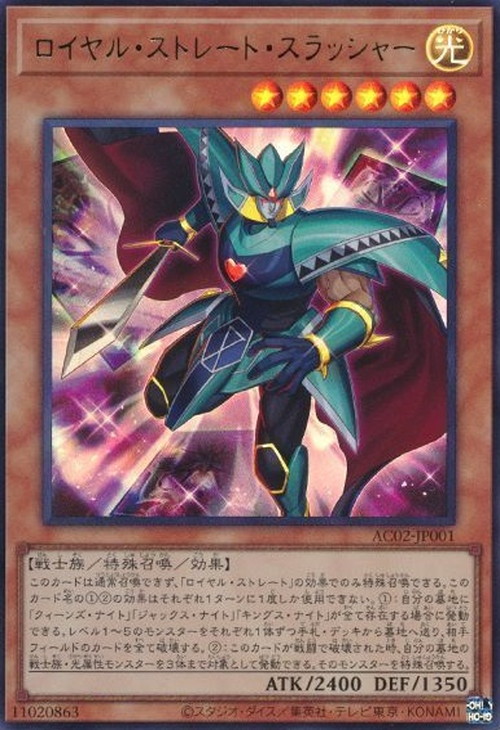 ロイヤル・ストレート・スラッシャー
光
AC02-JP001
【戦士族／特殊召喚／効果】
このカードは通常召喚できず、「ロイヤル・ストレート」の効果でのみ特殊召喚できる。この
カード名の①②の効果はそれぞれ1ターンに1度しか使用できない。①：自分の墓地に
「クィーンズ・ナイト」「ジャックス・ナイト」「キングス・ナイト」が全て存在する場合に発動
できる。レベル1～5のモンスターをそれぞれ1体ずつ手札・デッキから墓地へ送り、相手
フィールドのカードを全て破壊する。②：このカードが戦闘で破壊された時、自分の墓地の
戦士族・光属性モンスターを3体まで対象として発動できる。そのモンスターを特殊召喚する。
ATK/2400 DEF/1350
11020863 ©スタジオ・ダイス／集英社・テレビ東京・KONAMI